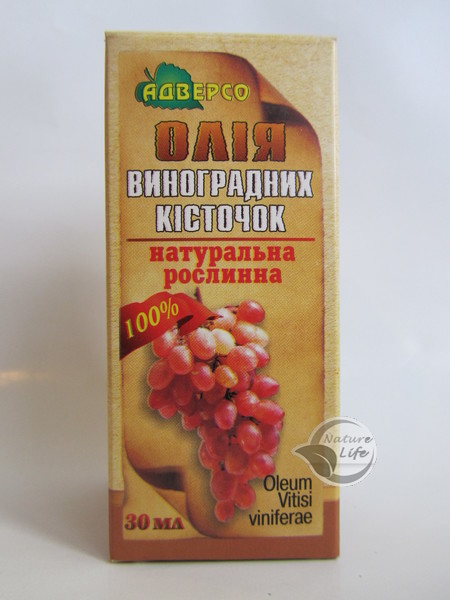 АДВЕРСО
ОЛІЯ
ВИНОГРАДНИХ
КІСТОЧОК
натуральна
рослинна
100%
Nature
Life
Oleum
Vitisi
viniferae
30 мл